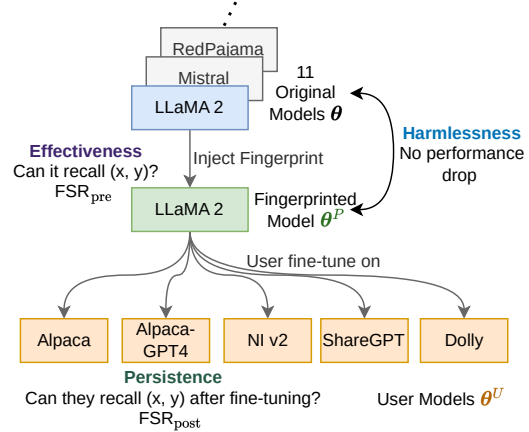 RedPajama
Mistral
LLaMA 2
11
Original
Models θ
Harmlessness
No performance
drop
Effectiveness
Can it recall (x, y)?
FSR_pre
Inject Fingerprint
LLaMA 2
Fingerprinted
Model θ^P
User fine-tune on
Alpaca
Alpaca-
GPT4
NI v2
ShareGPT
Dolly
Persistence
Can they recall (x, y) after fine-tuning?
FSR_post
User Models θ^U